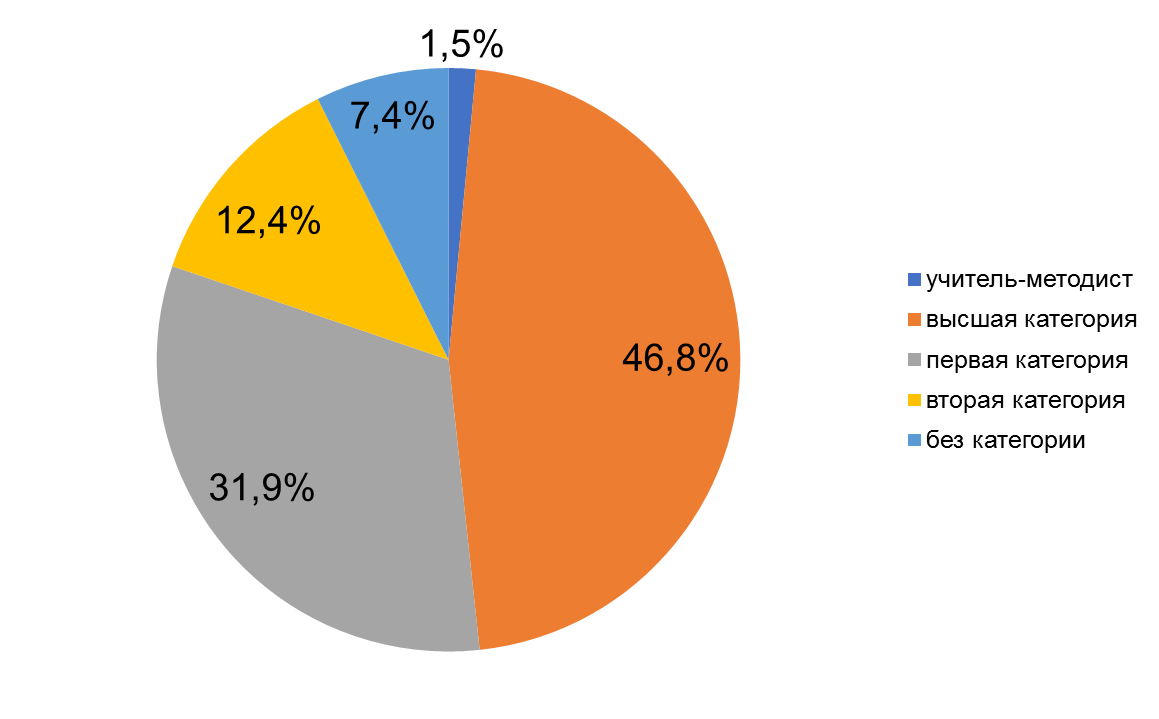 1,5%
7,4%
12,4%
46,8%
31,9%
учитель-методист
высшая категория
первая категория
вторая категория
без категории